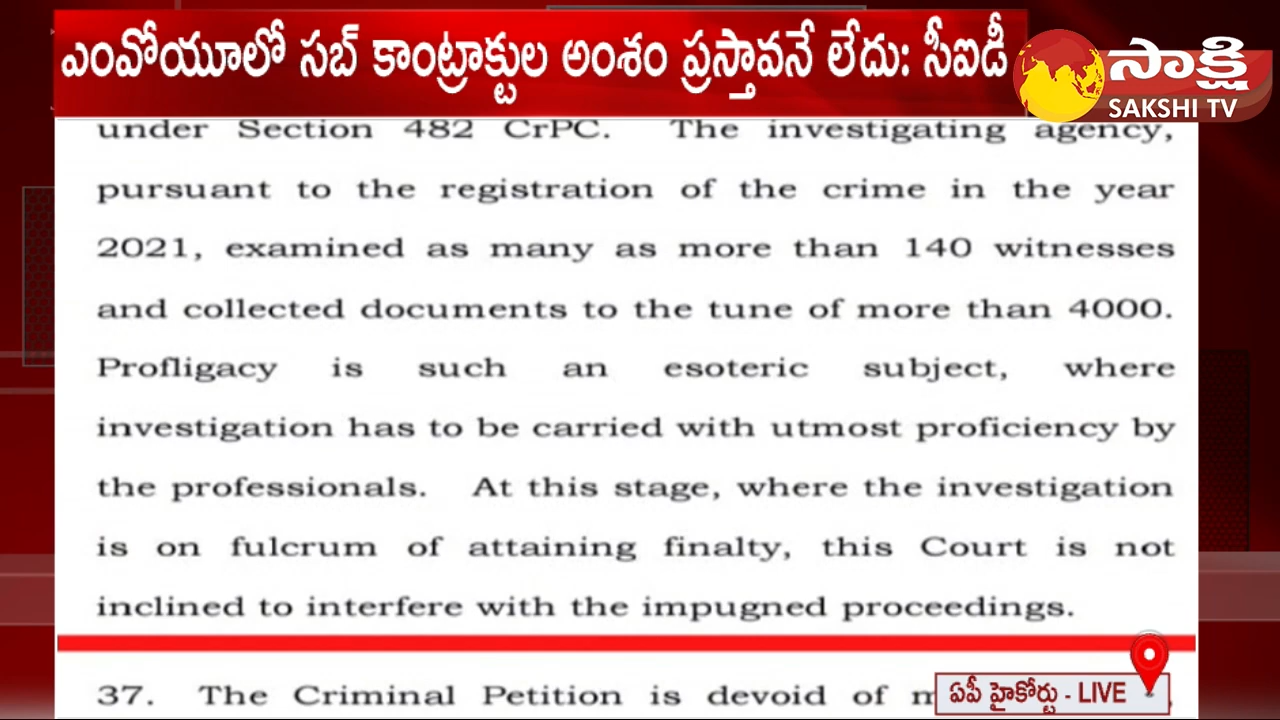 ఎంవోయూలో సబ్ కాంట్రాక్టుల అంశం ప్రస్తావనే లేదు: సీఐడీ
సాక్షి
SAKSHI TV
under Section 482 CrPC. The investigating agency,
pursuant to the registration of the crime in the year
2021, examined as many as more than 140 witnesses
and collected documents to the tune of more than 4000.
Profligacy is such an esoteric subject, where
investigation has to be carried with utmost proficiency by
the professionals. At this stage, where the investigation
is on fulcrum of attaining finalty, this Court is not
inclined to interfere with the impugned proceedings.
37. The Criminal Petition is devoid of
ఏపీ హైకోర్టు - LIVE